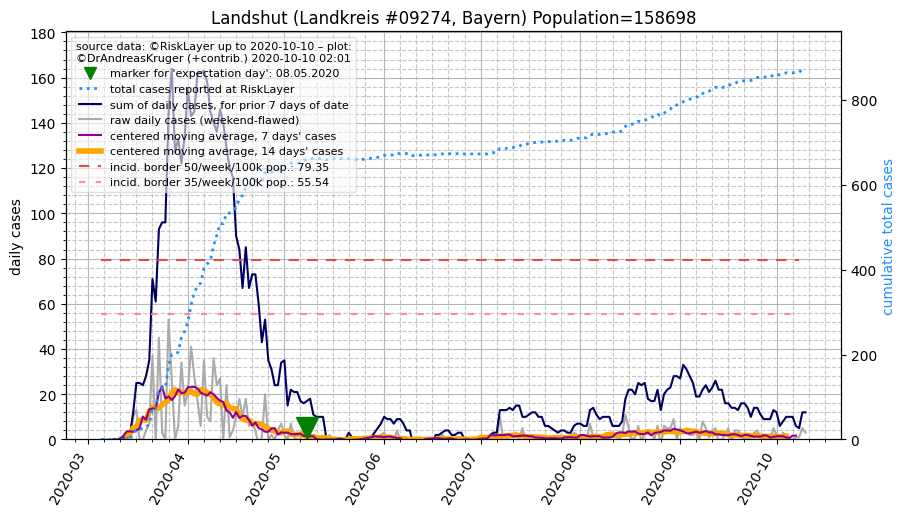 Landshut (Landkreis #09274, Bayern) Population=158698
source data: ©RiskLayer up to 2020-10-10 – plot:
©DrAndreasKruger (+contrib.) 2020-10-10 02:01
marker for 'expectation day': 08.05.2020
total cases reported at RiskLayer
sum of daily cases, for prior 7 days of date
raw daily cases (weekend-flawed)
centered moving average, 7 days' cases
centered moving average, 14 days' cases
incid. border 50/week/100k pop.: 79.35
incid. border 35/week/100k pop.: 55.54
daily cases
180
160
140
120
100
80
60
40
20
0
cumulative total cases
800
600
400
200
0
2020-03
2020-04
2020-05
2020-06
2020-07
2020-08
2020-09
2020-10